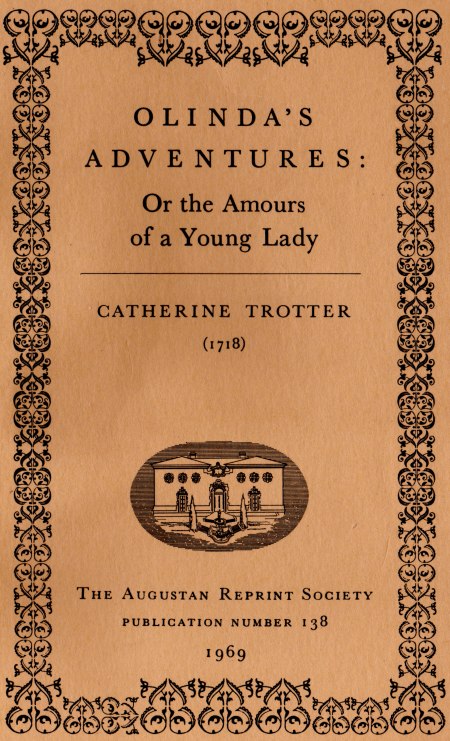 OLINDA'S
ADVENTURES:
Or the Amours
of a Young Lady
CATHERINE TROTTER
(1718)
THE AUGUSTAN REPRINT SOCIETY
PUBLICATION NUMBER 138
1969